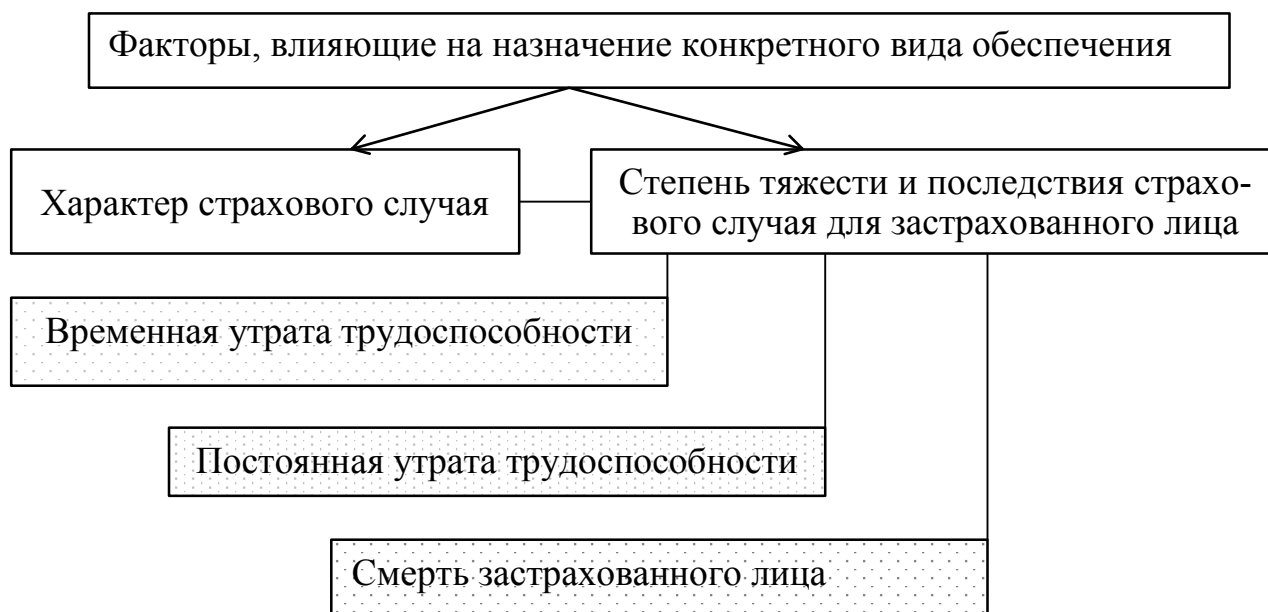 Факторы, влияющие на назначение конкретного вида обеспечения
Характер страхового случая
Степень тяжести и последствия страхо-
вого случая для застрахованного лица
Временная утрата трудоспособности
Постоянная утрата трудоспособности
Смерть застрахованного лица